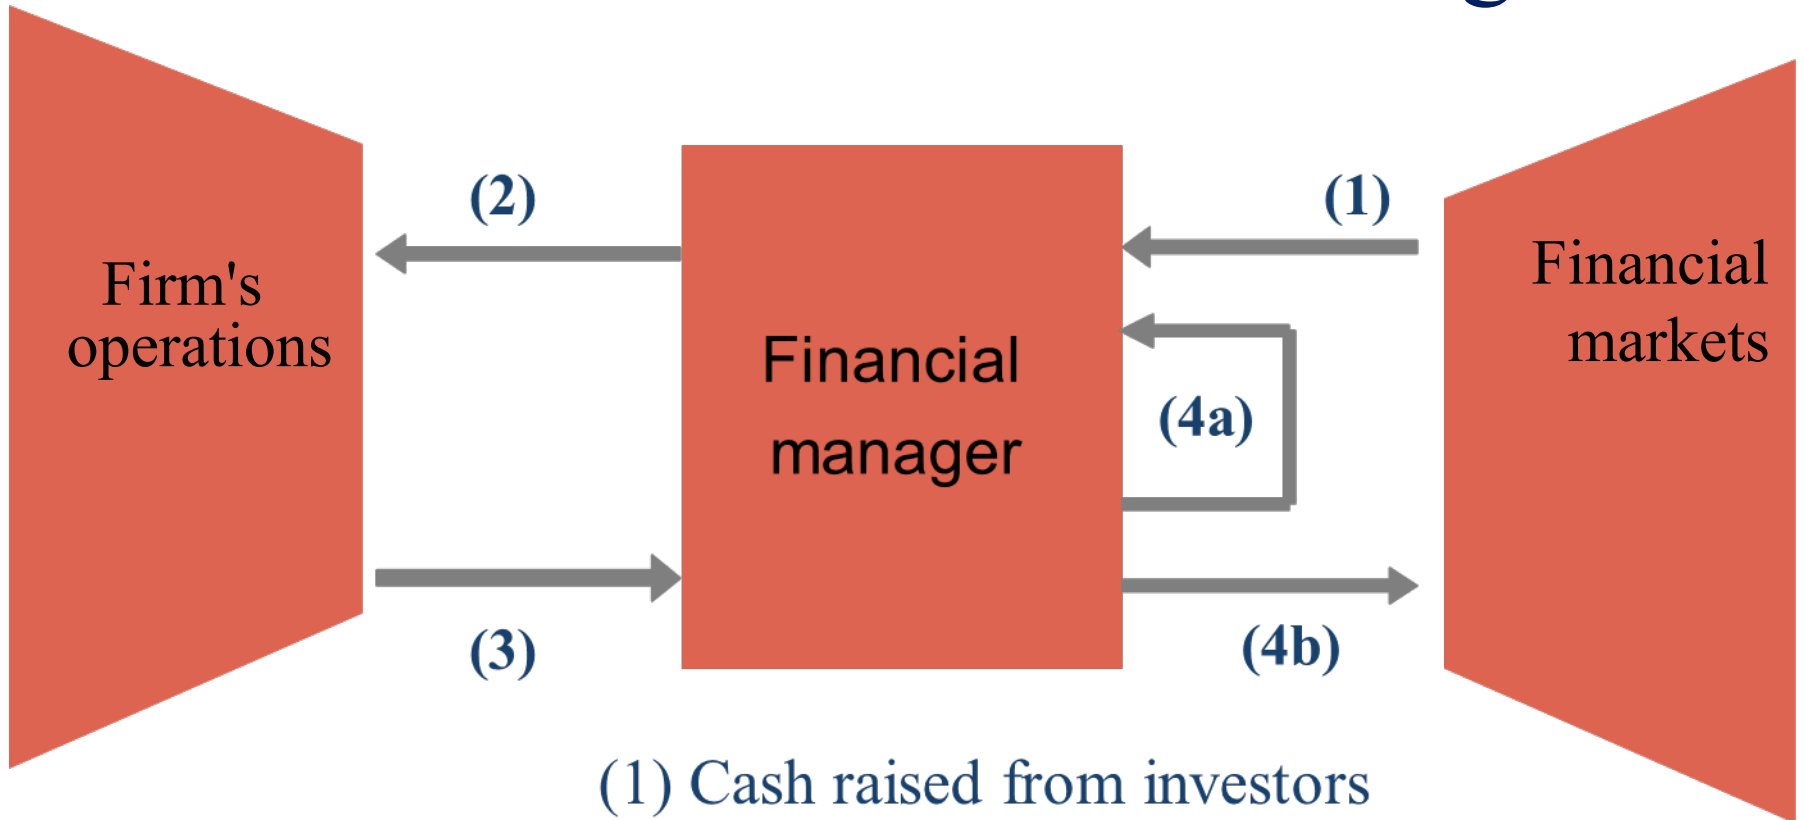 (2)
(1)
Firm's
operations
Financial
manager
(4a)
Financial
markets
(3)
(4b)
(1) Cash raised from investors